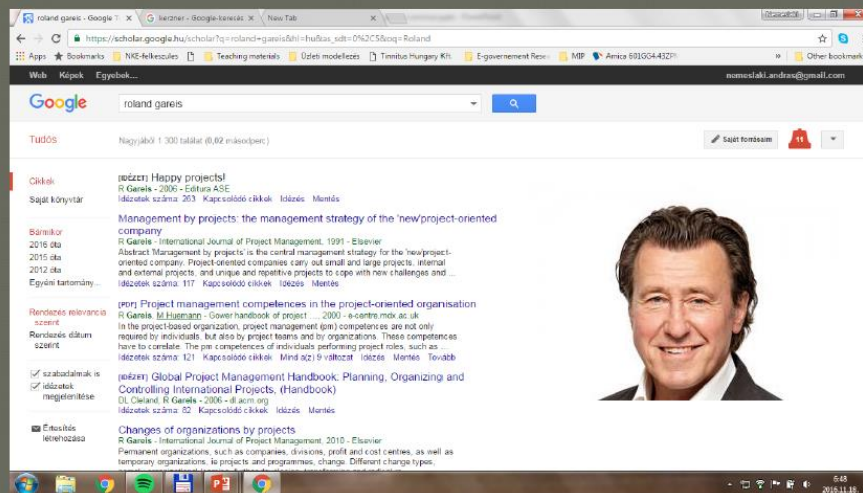 roland gareis - Google T
kerzner - Google-keresés
New Tab
https://scholar.google.hu/scholar?q=roland+gareis&hl=hu&as_sdt=0%2C5&oq=Roland
Apps Bookmarks NKE-felkeszules Teaching materials Üzleti modellezés Tinnitus Hungary Kft. E-governement Rese MIP Amica 601GG4.43ZP Other bookmark
Web Képek Egyebek...
nemeslaki.andras@gmail.com
Google
roland gareis
Tudós
Nagyjából 1 300 találat (0,02 másodperc)
Saját forrásaim
11
Cikkek
Saját könyvtár
Bármikor
2016 óta
2015 óta
2012 óta
Egyéni tartomány...
Rendezés relevancia
szerint
Rendezés dátum
szerint
szabadalmak is
idézetek
megjelenítése
Értesítés
létrehozása
[IDÉZET] Happy projects!
R Gareis - 2006 - Editura ASE
Idézetek száma: 263 Kapcsolódó cikkek Idézés Mentés
Management by projects: the management strategy of the 'new'project-oriented
company
R Gareis - International Journal of Project Management, 1991 - Elsevier
Abstract 'Management by projects' is the central management strategy for the 'new'project-
oriented company. Project-oriented companies carry out small and large projects, internal
and external projects, and unique and repetitive projects to cope with new challenges and ...
Idézetek száma: 117 Kapcsolódó cikkek Idézés Mentés
[PDF] Project management competences in the project-oriented organisation
R Gareis, M Huemann - Gower handbook of project ..., 2000 - e-centre.mdx.ac.uk
In the project-based organization, project management (pm) competences are not only
required by individuals, but also by project teams and by organizations. These competences
have to correlate. The pm competences of individuals performing project roles, such as ...
Idézetek száma: 121 Kapcsolódó cikkek Mind a(z) 9 változat Idézés Mentés Tovább
[IDÉZET] Global Project Management Handbook: Planning, Organizing and
Controlling International Projects, (Handbook)
DL Cleland, R Gareis - 2006 - dl.acm.org
Idézetek száma: 82 Kapcsolódó cikkek Idézés Mentés
Changes of organizations by projects
R Gareis - International Journal of Project Management, 2010 - Elsevier
Permanent organizations, such as companies, divisions, profit and cost centres, as well as
temporary organizations, ie projects and programmes, change. Different change types,
6:48
2016.11.18